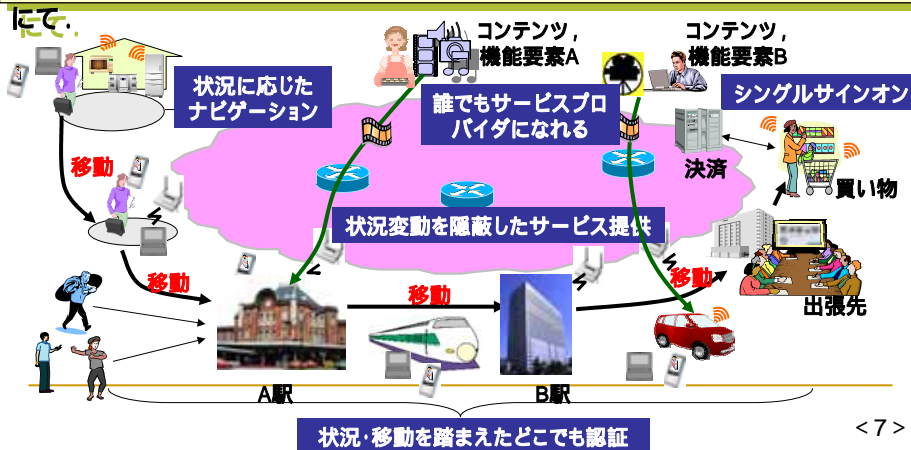 にて.
コンテンツ,
機能要素A
コンテンツ,
機能要素B
状況に応じた
ナビゲーション
誰でもサービスプロ
バイダになれる
シングルサインオン
移動
決済
買い物
状況変動を隠蔽したサービス提供
移動
移動
移動
出張先
A駅
B駅
状況・移動を踏まえたどこでも認証
<7>